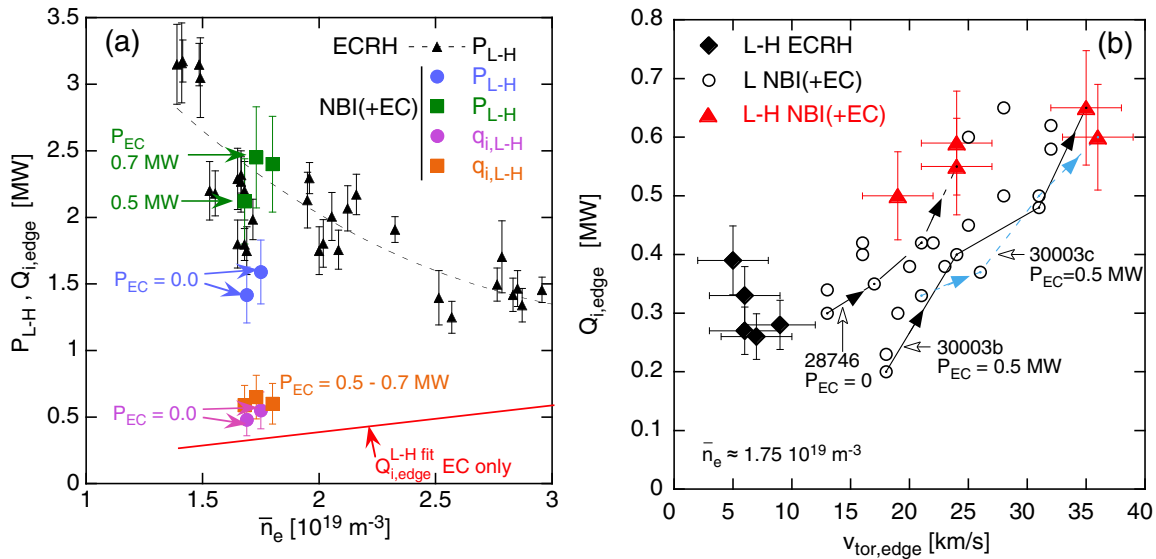 (a)
ECRH
P_L-H
NBI(+EC)
P_L-H
P_L-H
q_i,L-H
q_i,L-H
P_EC
0.7 MW
0.5 MW
P_EC = 0.0
P_EC = 0.5 - 0.7 MW
P_EC = 0.0
Q_i,edge^L-H fit EC only
P_L-H , Q_i,edge [MW]
3.5
3
2.5
2
1.5
1
0.5
0
1
1.5
2
2.5
3
n̄_e [10^19 m^-3]
(b)
L-H ECRH
L NBI(+EC)
L-H NBI(+EC)
30003c
P_EC=0.5 MW
28746
P_EC = 0
30003b
P_EC = 0.5 MW
n̄_e ≈ 1.75 10^19 m^-3
Q_i,edge [MW]
0.8
0.7
0.6
0.5
0.4
0.3
0.2
0.1
0
0
5
10
15
20
25
30
35
40
v_tor,edge [km/s]